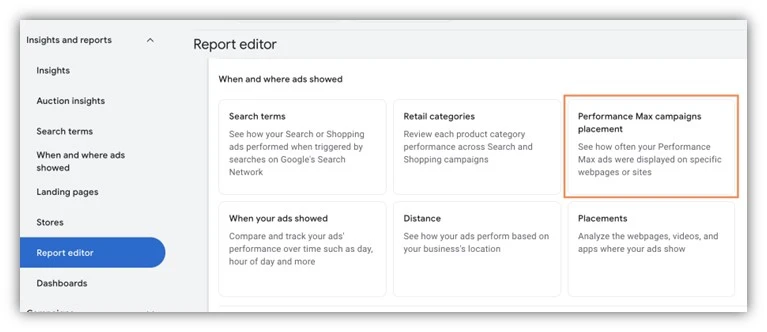 Insights and reports
Insights
Auction insights
Search terms
When and where ads
showed
Landing pages
Stores
Report editor
Dashboards
Report editor
When and where ads showed
Search terms
See how your Search or Shopping
ads performed when triggered by
searches on Google's Search
Network
Retail categories
Review each product category
performance across Search and
Shopping campaigns
Performance Max campaigns
placement
See how often your Performance
Max ads were displayed on specific
webpages or sites
When your ads showed
Compare and track your ads'
performance over time such as day,
hour of day and more
Distance
See how your ads perform based on
your business's location
Placements
Analyze the webpages, videos, and
apps where your ads show